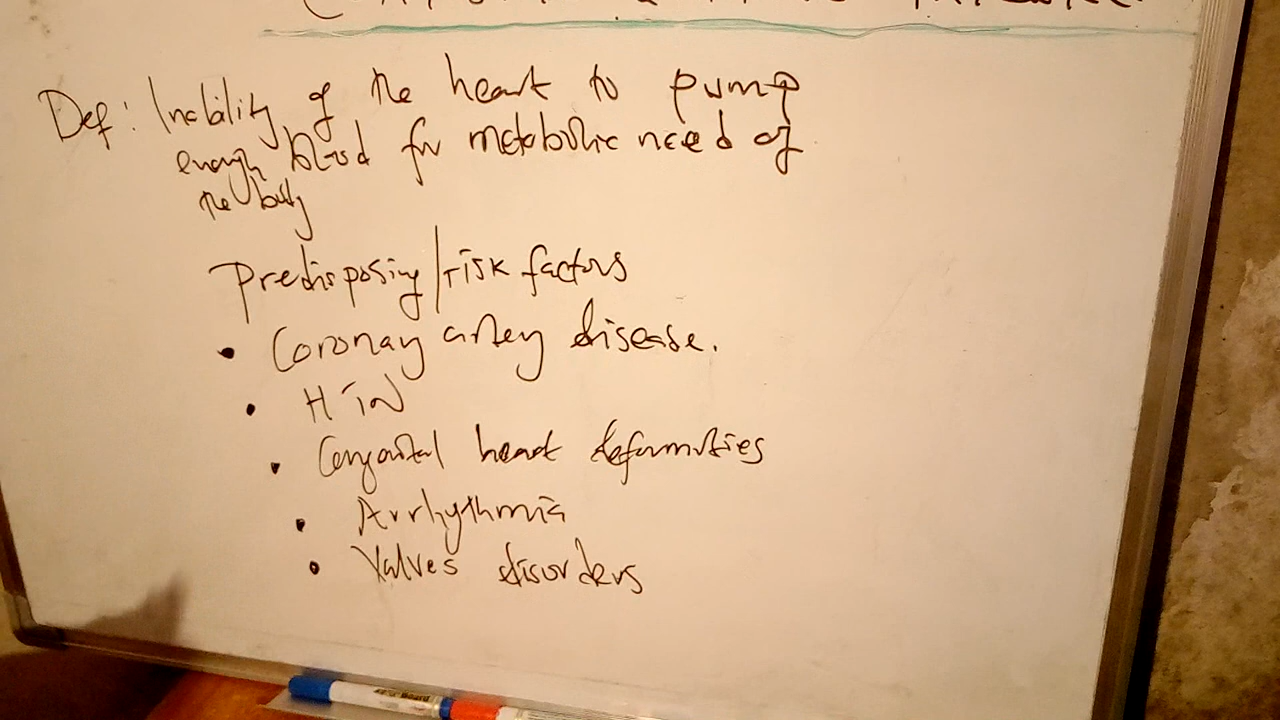 Def: Inability of the heart to pump
enough blood for metabolic need of
the body
Predisposing/risk factors
• Coronay artery disease.
• HTN
• Congenital heart deformities
• Arrhythmia
• Valves disorders